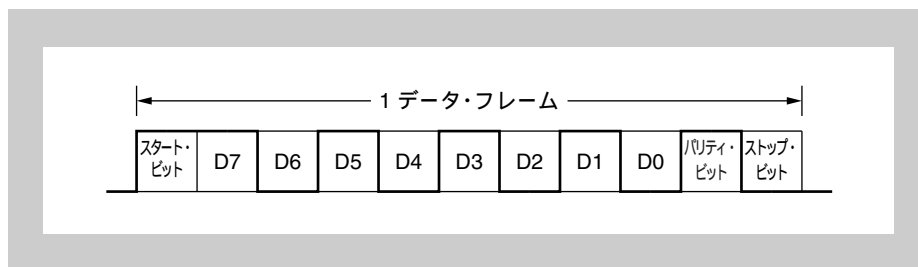 1 データ・フレーム
スタート・
ビット
D7
D6
D5
D4
D3
D2
D1
D0
パリティ・
ビット
ストップ・
ビット